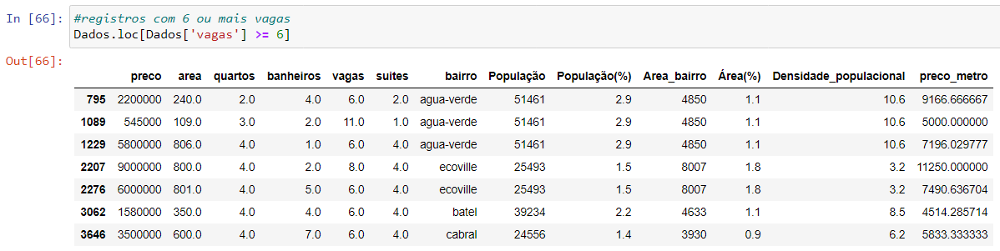 In [66]: #registros com 6 ou mais vagas
Dados.loc[Dados['vagas'] >= 6]
Out[66]:
preco area quartos banheiros vagas suites bairro População População(%) Area_bairro Área(%) Densidade_populacional preco_metro
795 2200000 240.0 2.0 4.0 6.0 2.0 agua-verde 51461 2.9 4850 1.1 10.6 9166.666667
1089 545000 109.0 3.0 2.0 11.0 1.0 agua-verde 51461 2.9 4850 1.1 10.6 5000.000000
1229 5800000 806.0 4.0 1.0 6.0 4.0 agua-verde 51461 2.9 4850 1.1 10.6 7196.029777
2207 9000000 800.0 4.0 2.0 8.0 4.0 ecoville 25493 1.5 8007 1.8 3.2 11250.000000
2276 6000000 801.0 4.0 5.0 6.0 4.0 ecoville 25493 1.5 8007 1.8 3.2 7490.636704
3062 1580000 350.0 4.0 4.0 6.0 4.0 batel 39234 2.2 4633 1.1 8.5 4514.285714
3646 3500000 600.0 4.0 7.0 6.0 4.0 cabral 24556 1.4 3930 0.9 6.2 5833.333333